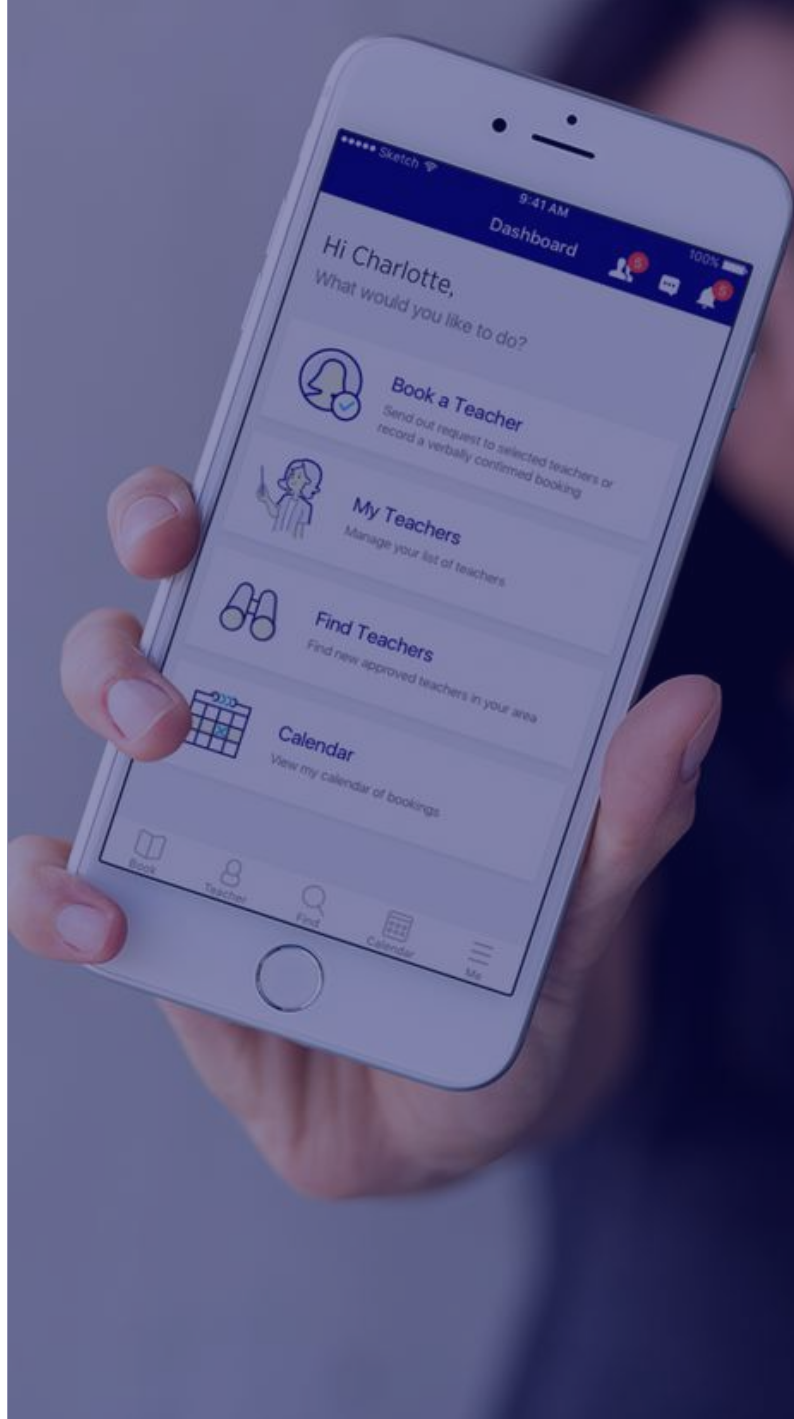 Sketch
9:41 AM
100%
Dashboard
5
5
Hi Charlotte,
What would you like to do?
Book a Teacher
Send out request to selected teachers or
record a verbally confirmed booking
My Teachers
Manage your list of teachers
Find Teachers
Find new approved teachers in your area
Calendar
View my calendar of bookings
Book
Teacher
Find
Calendar
Me